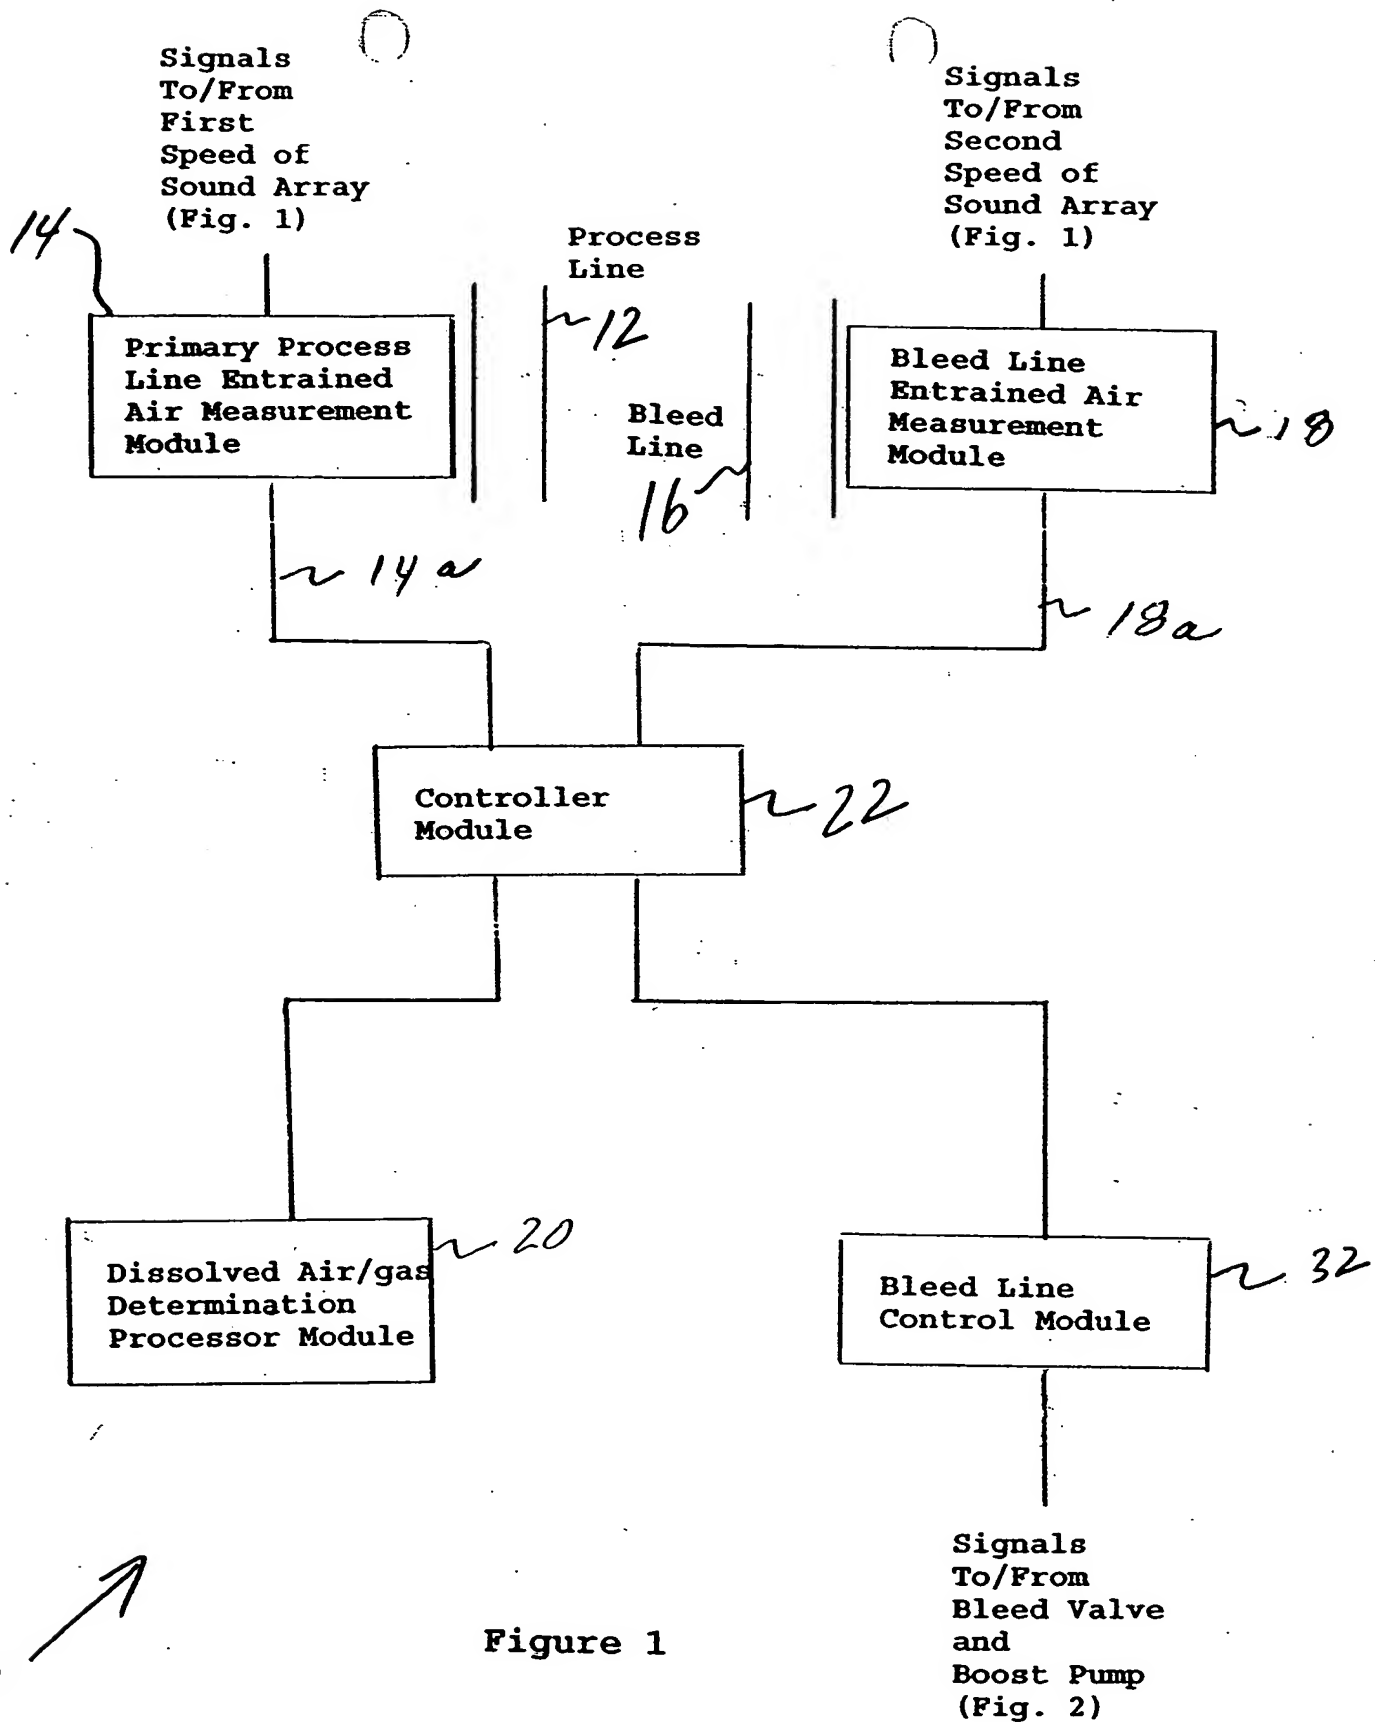 Signals
To/From
First
Speed of
Sound Array
(Fig. 1)
Signals
To/From
Second
Speed of
Sound Array
(Fig. 1)
14
Process
Line
12
Primary Process
Line Entrained
Air Measurement
Module
Bleed
Line
16
Bleed Line
Entrained Air
Measurement
Module
18
14a
18a
Controller
Module
22
Dissolved Air/gas
Determination
Processor Module
20
Bleed Line
Control Module
32
Signals
To/From
Bleed Valve
and
Boost Pump
(Fig. 2)
Figure 1